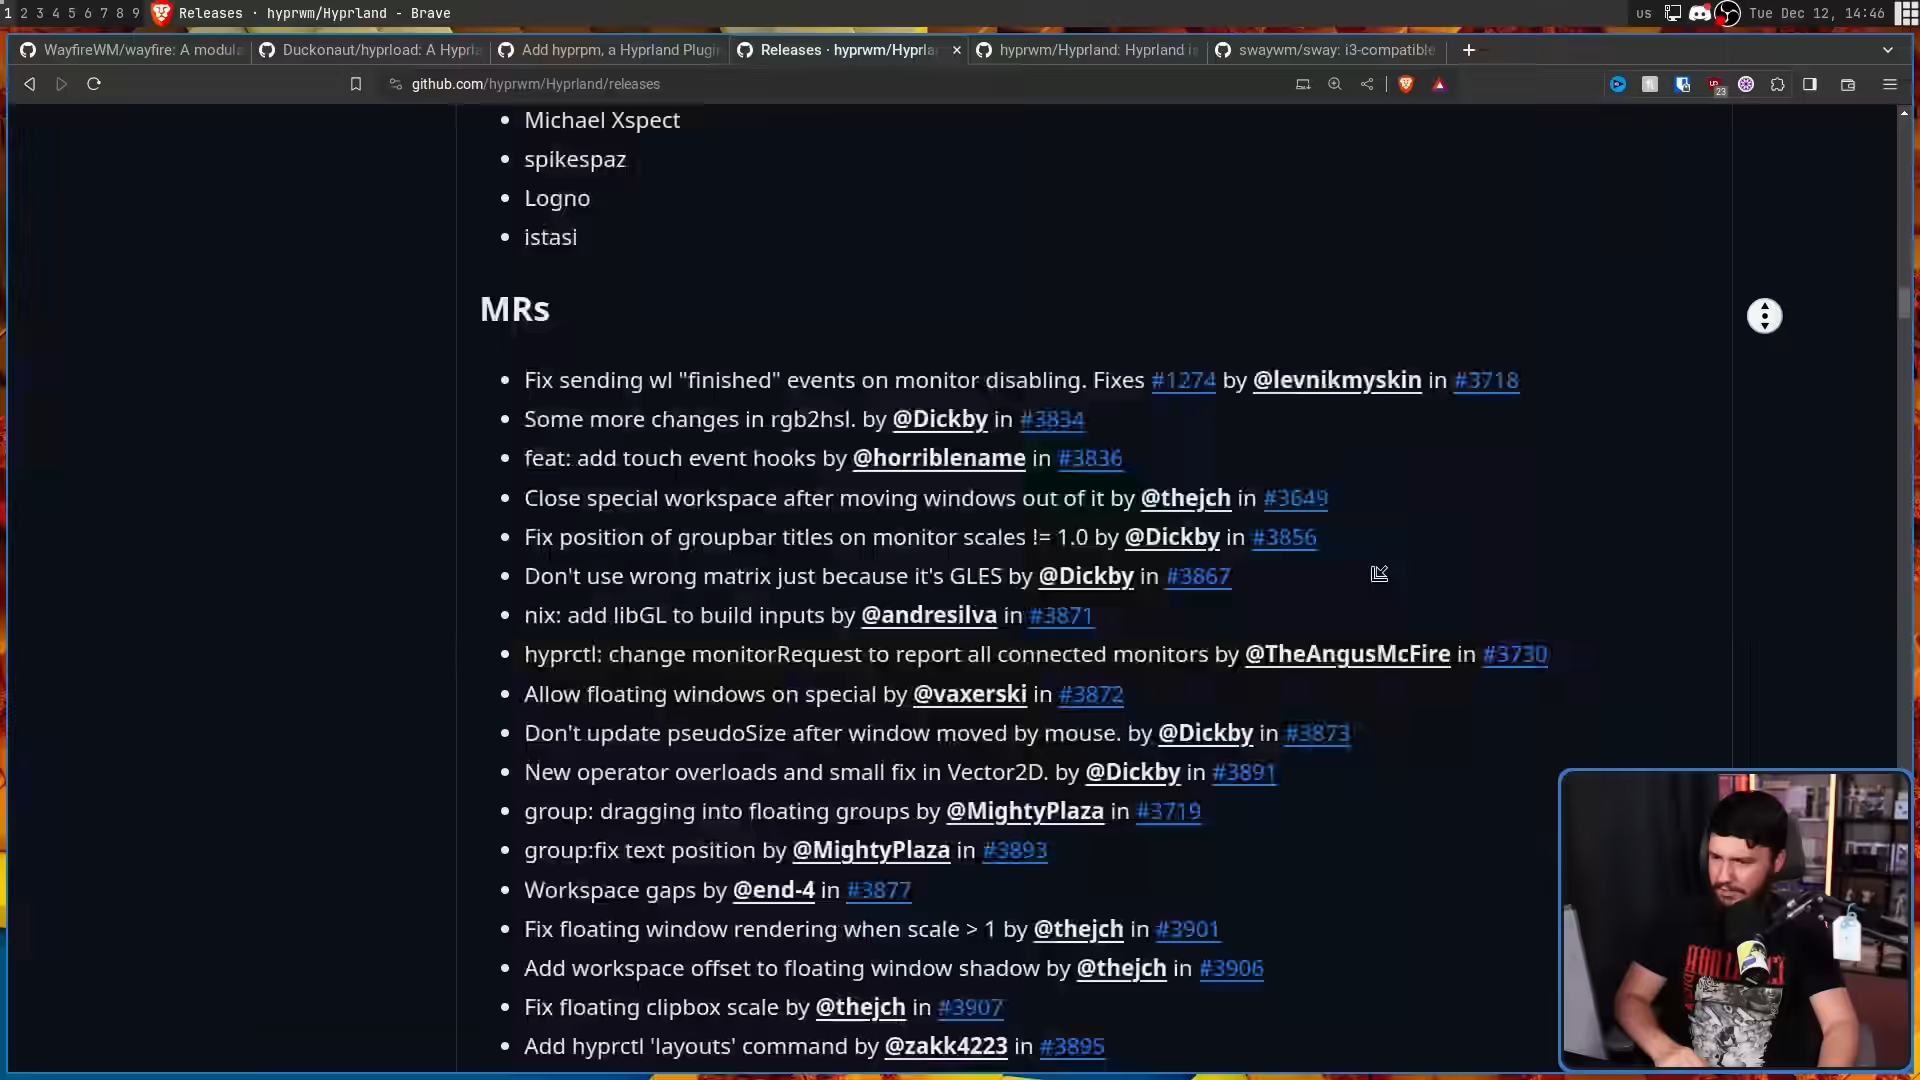 1 2 3 4 5 6 7 8 9 Releases · hyprwm/Hyprland - Brave us Tue Dec 12, 14:46
WayfireWM/wayfire: A modula Duckonaut/hyprload: A Hyprla Add hyprpm, a Hyprland Plugin Releases · hyprwm/Hyprla hyprwm/Hyprland: Hyprland is swaywm/sway: i3-compatible
github.com/hyprwm/Hyprland/releases 23
Michael Xspect
spikespaz
Logno
istasi
MRs
Fix sending wl "finished" events on monitor disabling. Fixes #1274 by @levnikmyskin in #3718
Some more changes in rgb2hsl. by @Dickby in #3834
feat: add touch event hooks by @horriblename in #3836
Close special workspace after moving windows out of it by @thejch in #3649
Fix position of groupbar titles on monitor scales != 1.0 by @Dickby in #3856
Don't use wrong matrix just because it's GLES by @Dickby in #3867
nix: add libGL to build inputs by @andresilva in #3871
hyprctl: change monitorRequest to report all connected monitors by @TheAngusMcFire in #3730
Allow floating windows on special by @vaxerski in #3872
Don't update pseudoSize after window moved by mouse. by @Dickby in #3873
New operator overloads and small fix in Vector2D. by @Dickby in #3891
group: dragging into floating groups by @MightyPlaza in #3719
group:fix text position by @MightyPlaza in #3893
Workspace gaps by @end-4 in #3877
Fix floating window rendering when scale > 1 by @thejch in #3901
Add workspace offset to floating window shadow by @thejch in #3906
Fix floating clipbox scale by @thejch in #3907
Add hyprctl 'layouts' command by @zakk4223 in #3895